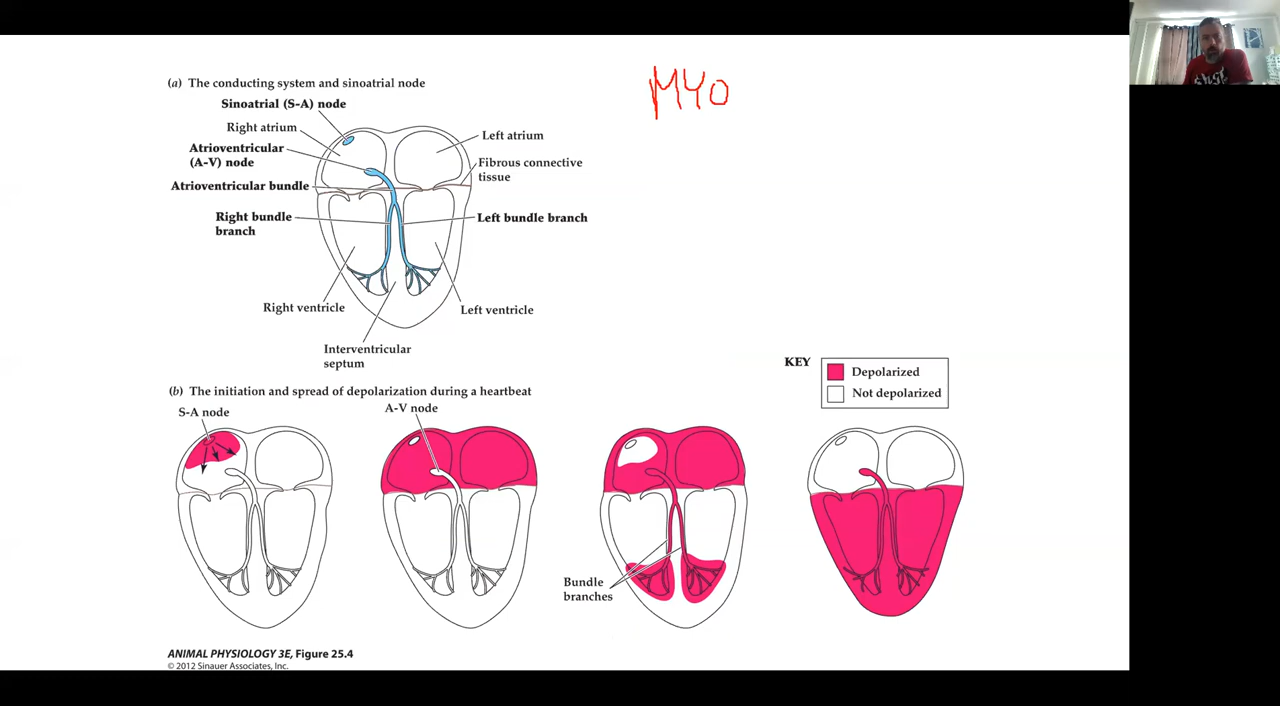 MYO
(a) The conducting system and sinoatrial node
Sinoatrial (S-A) node
Right atrium
Left atrium
Atrioventricular
(A-V) node
Fibrous connective
tissue
Atrioventricular bundle
Right bundle
branch
Left bundle branch
Right ventricle
Left ventricle
Interventricular
septum
KEY
Depolarized
Not depolarized
(b) The initiation and spread of depolarization during a heartbeat
S-A node
A-V node
Bundle
branches
ANIMAL PHYSIOLOGY 3E, Figure 25.4
© 2012 Sinauer Associates, Inc.